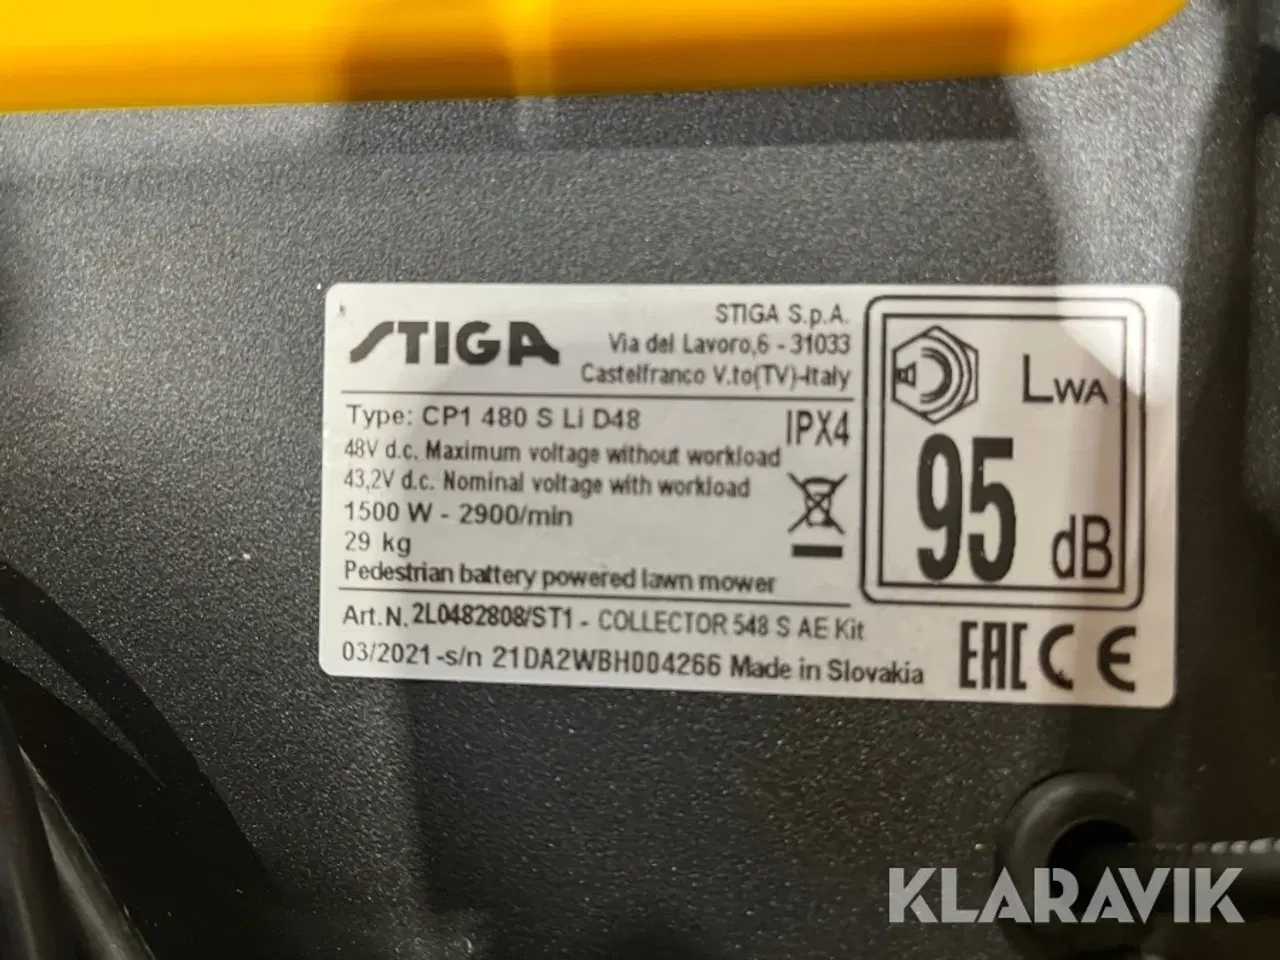 STIGA
STIGA S.p.A.
Via del Lavoro,6 - 31033
Castelfranco V.to(TV)-Italy
Type: CP1 480 S Li D48
IPX4
48V d.c. Maximum voltage without workload
43,2V d.c. Nominal voltage with workload
1500 W - 2900/min
29 kg
Pedestrian battery powered lawn mower
Art.N. 2L0482808/ST1 - COLLECTOR 548 S AE Kit
03/2021 -s/n 21DA2WBH004266 Made in Slovakia
LWA
95 dB
EAC CE
KLARAVIK